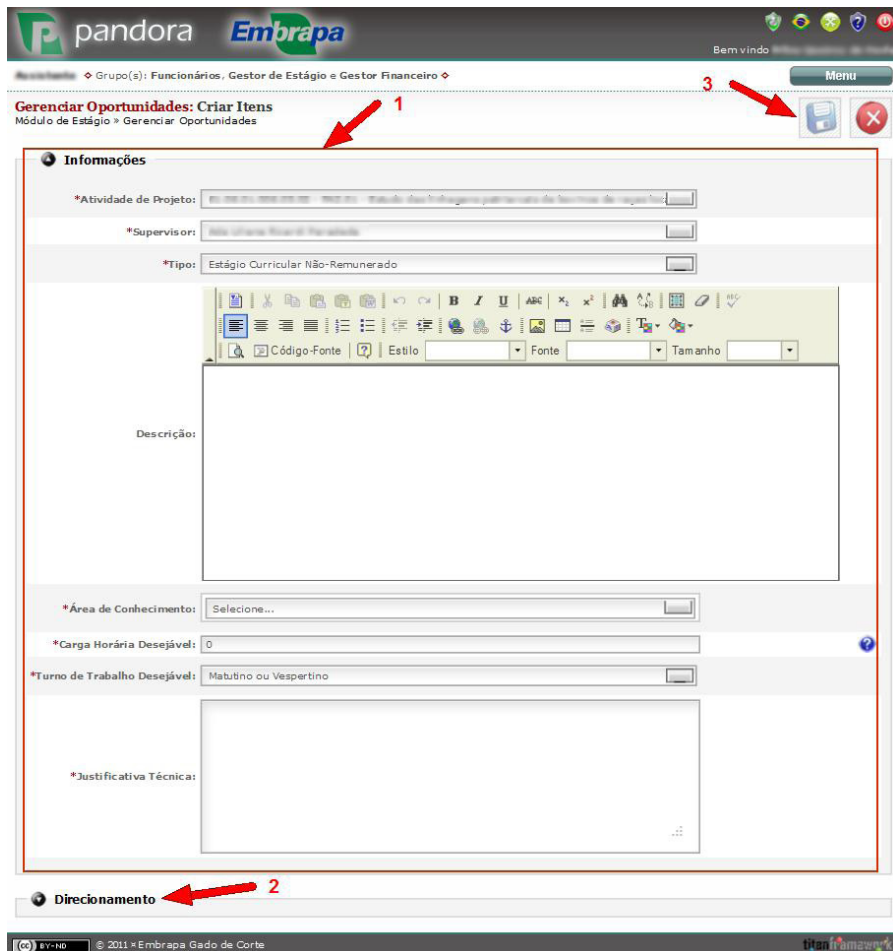 pandora Embrapa
Bem vindo
Grupo(s): Funcionários, Gestor de Estágio e Gestor Financeiro
Menu
3
Gerenciar Oportunidades: Criar Itens
1
Módulo de Estágio » Gerenciar Oportunidades
Informações
*Atividade de Projeto:
*Supervisor:
*Tipo: Estágio Curricular Não-Remunerado
Código-Fonte Estilo Fonte Tamanho
Descrição:
*Área de Conhecimento: Selecione...
*Carga Horária Desejável: 0
*Turno de Trabalho Desejável: Matutino ou Vespertino
*Justificativa Técnica:
2
Direcionamento
BY-ND © 2011 × Embrapa Gado de Corte titanframework